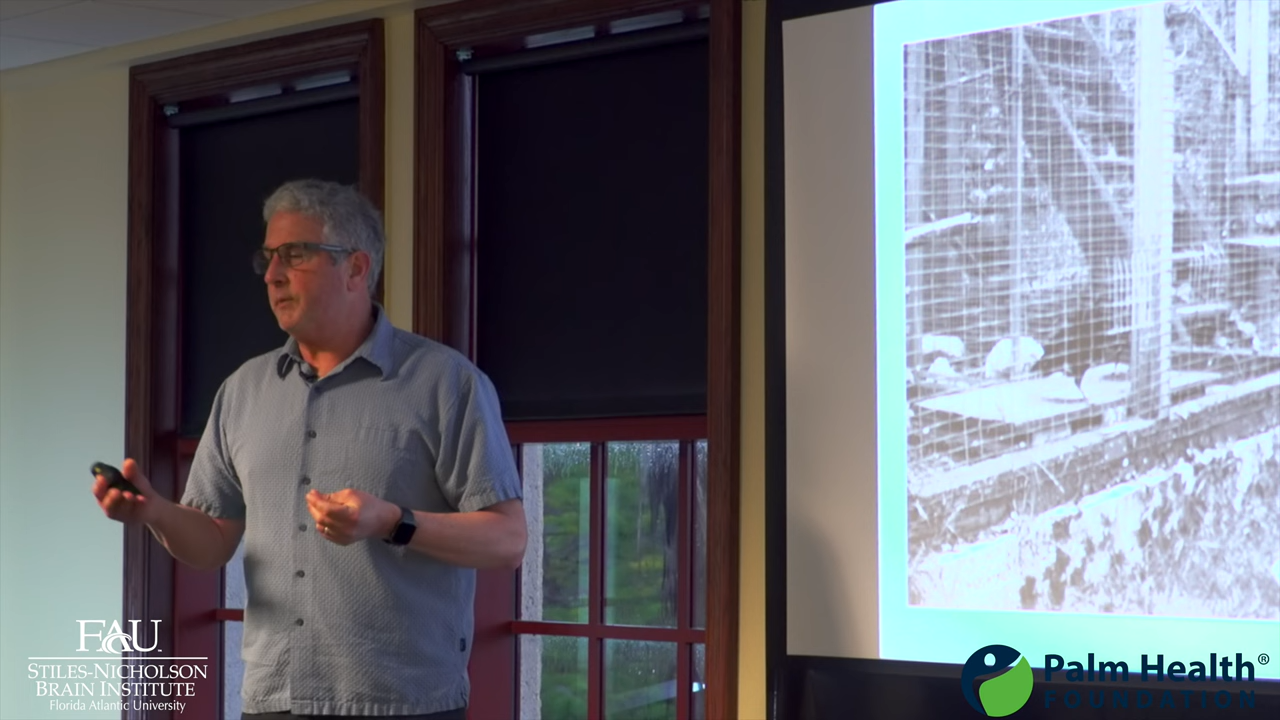 FAU
STILES-NICHOLSON
BRAIN INSTITUTE
Florida Atlantic University
Palm Health®
FOUNDATION